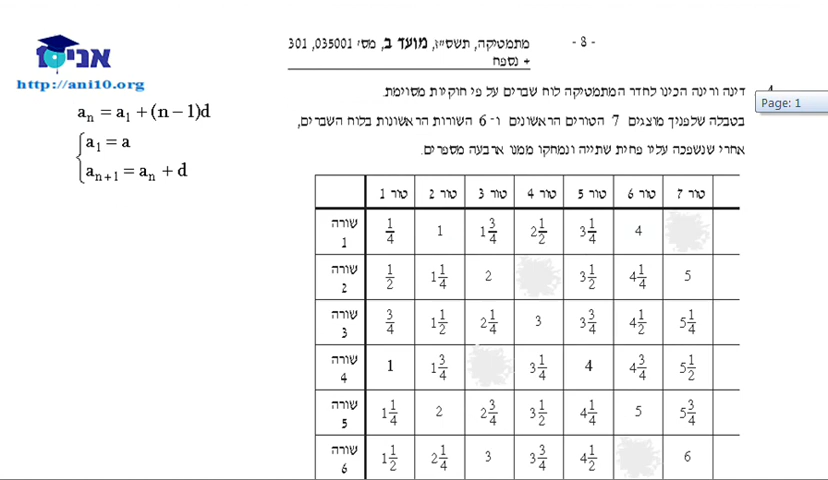 אני10
http://ani10.org
aₙ = a₁ + (n − 1)d
{ a₁ = a
aₙ₊₁ = aₙ + d
- 8 -
מתמטיקה, תשס״ז, מועד ב, מס׳ 035001, 301
+ נספח
דינה ורינה הכינו לחדר המתמטיקה לוח שברים על פי חוקיות מסוימת.
Page: 1
בטבלה שלפניך מוצגים 7 הטורים הראשונים ו־ 6 השורות הראשונות בלוח השברים,
אחרי שנשפכה עליו פחית שתייה ונמחקו ממנו ארבעה מספרים.
טור 1 טור 2 טור 3 טור 4 טור 5 טור 6 טור 7
שורה 1 1/4 1 1 3/4 2 1/2 3 1/4 4
שורה 2 1/2 1 1/4 2 3 1/2 4 1/4 5
שורה 3 3/4 1 1/2 2 1/4 3 3 3/4 4 1/2 5 1/4
שורה 4 1 1 3/4 3 1/4 4 4 3/4 5 1/2
שורה 5 1 1/4 2 2 3/4 3 1/2 4 1/4 5 5 3/4
שורה 6 1 1/2 2 1/4 3 3 3/4 4 1/2 6